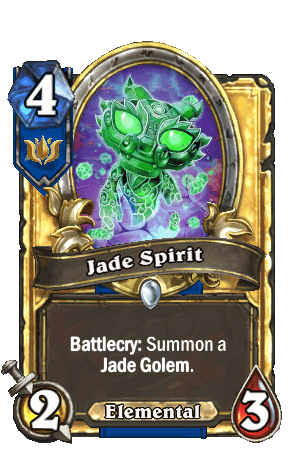 4
Jade Spirit
Battlecry: Summon a
Jade Golem.
2
Elemental
3